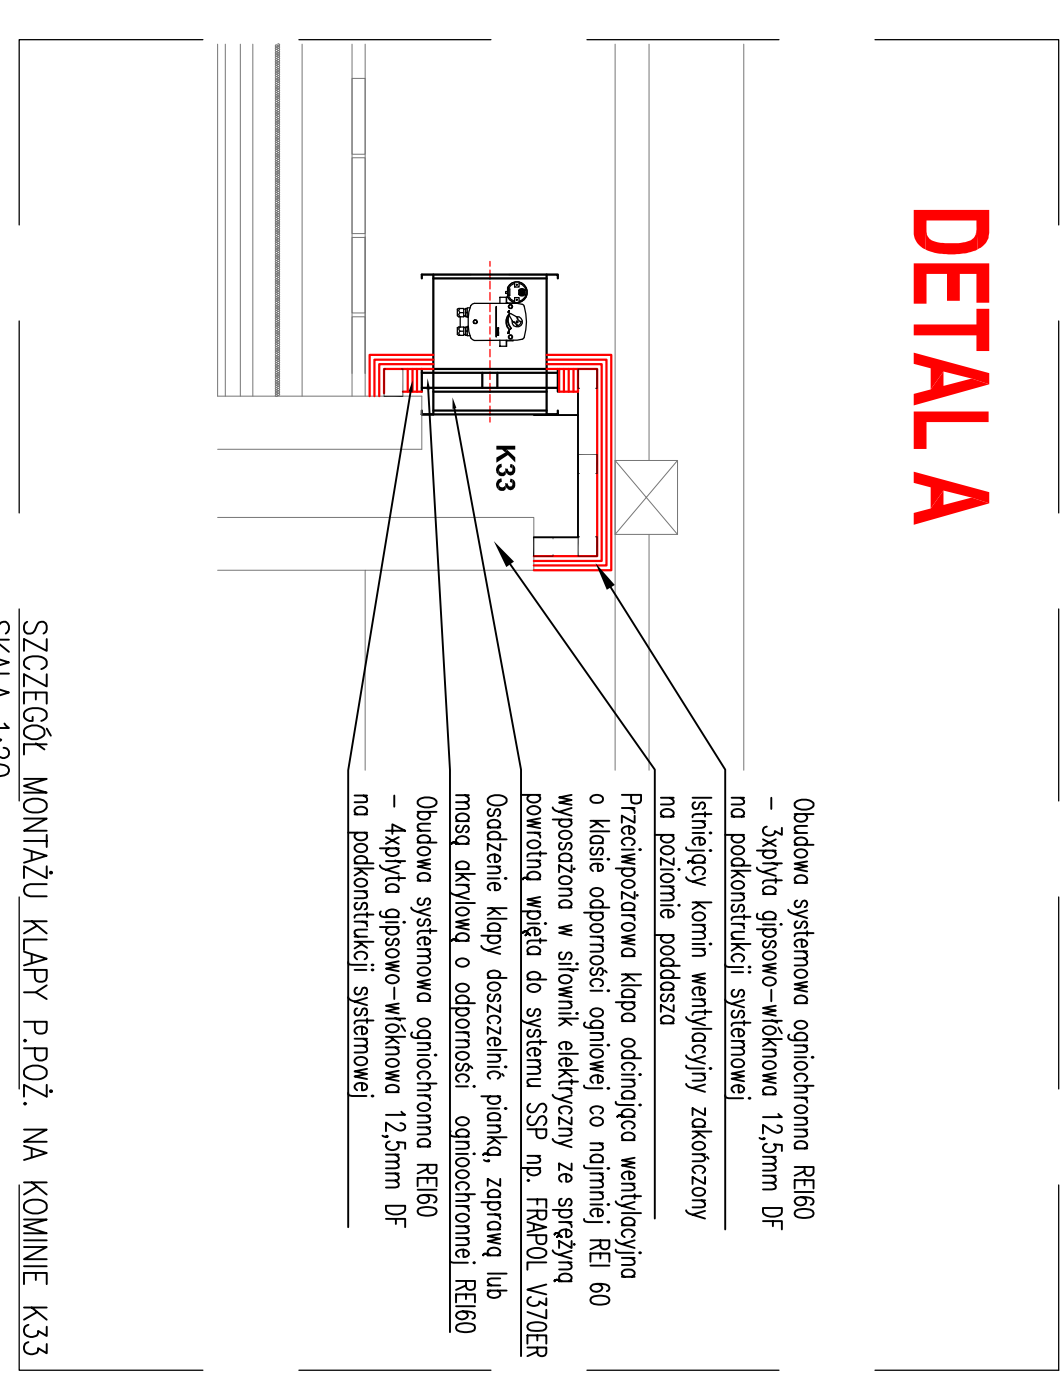 DETAL A
K33
Obudowa systemowa ogniochronna REI60
- 3xpłyta gipsowo-włóknowa 12,5mm DF
na podkonstrukcji systemowej
Istniejący komin wentylacyjny zakończony
na poziomie poddasza
Przeciwpożarowa klapa odcinająca wentylacyjna
o klasie odporności ogniowej co najmniej REI 60
wyposażona w siłownik elektryczny ze sprężyną
powrotną wpięta do systemu SSP np. FRAPOL V370ER
Osadzenie klapy doszczelnić pianką, zaprawą lub
masą akrylową o odporności ognioochronnej REI60
Obudowa systemowa ogniochronna REI60
- 4xpłyta gipsowo-włóknowa 12,5mm DF
na podkonstrukcji systemowej
SZCZEGÓŁ MONTAŻU KLAPY P.POŻ. NA KOMINIE K33
SKALA 1:20